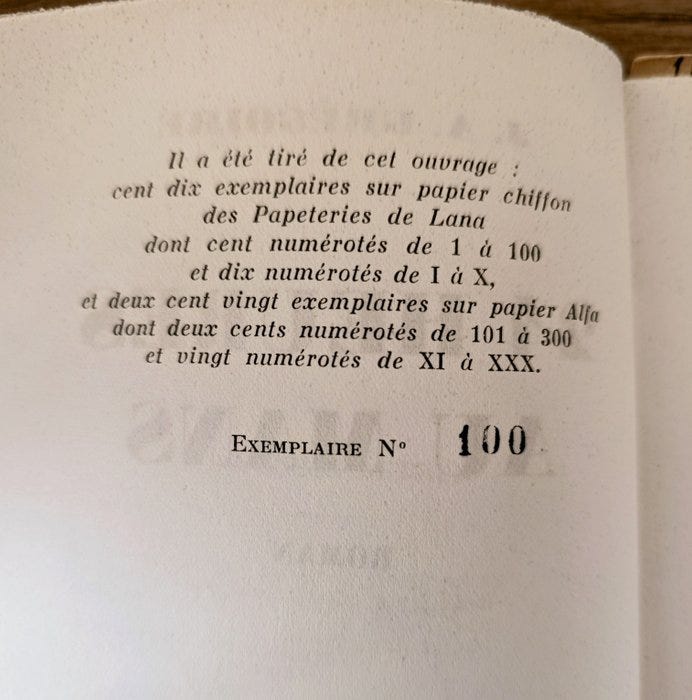 Il a été tiré de cet ouvrage :
cent dix exemplaires sur papier chiffon
des Papeteries de Lana
dont cent numérotés de 1 à 100
et dix numérotés de I à X,
et deux cent vingt exemplaires sur papier Alfa
dont deux cents numérotés de 101 à 300
et vingt numérotés de XI à XXX.
EXEMPLAIRE Nº 100